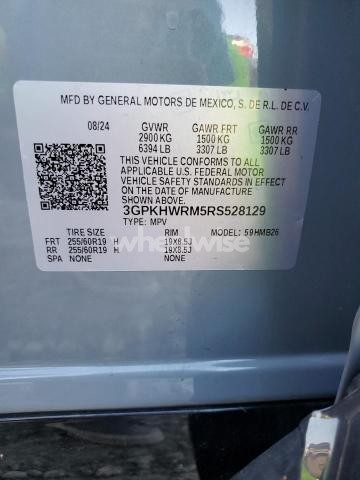 MFD BY GENERAL MOTORS DE MEXICO, S. DE R.L. DE C.V.
08/24 GVWR GAWR FRT GAWR RR
2900 KG 1500 KG 1500 KG
6394 LB 3307 LB 3307 LB
THIS VEHICLE CONFORMS TO ALL
APPLICABLE U.S. FEDERAL MOTOR
VEHICLE SAFETY STANDARDS IN EFFECT
ON THE DATE OF MANUFACTURE
SHOWN ABOVE.
3GPKHWRM5RS528129
TYPE: MPV MODEL: 59HMB26
TIRE SIZE RIM
FRT 255/60R19 H 19X8.5J
RR 255/60R19 H 19X8.5J
SPA NONE NONE
wheelwise